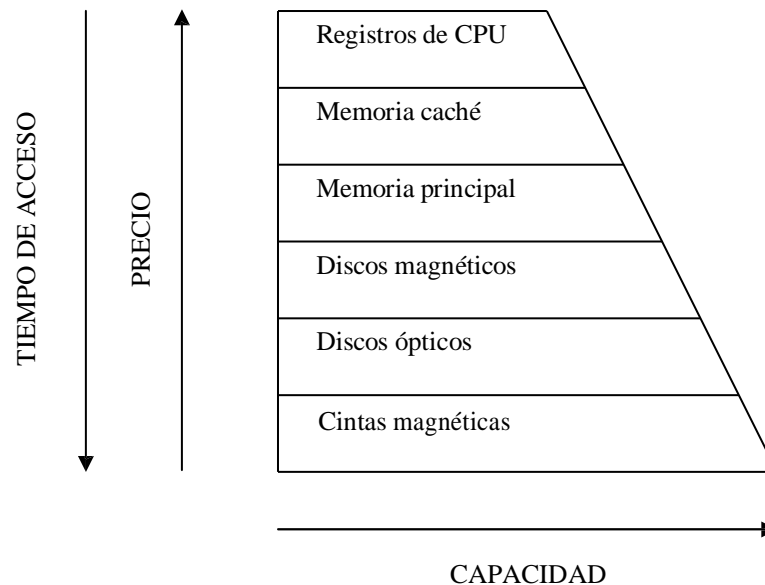 TIEMPO DE ACCESO
PRECIO
Registros de CPU
Memoria caché
Memoria principal
Discos magnéticos
Discos ópticos
Cintas magnéticas
CAPACIDAD